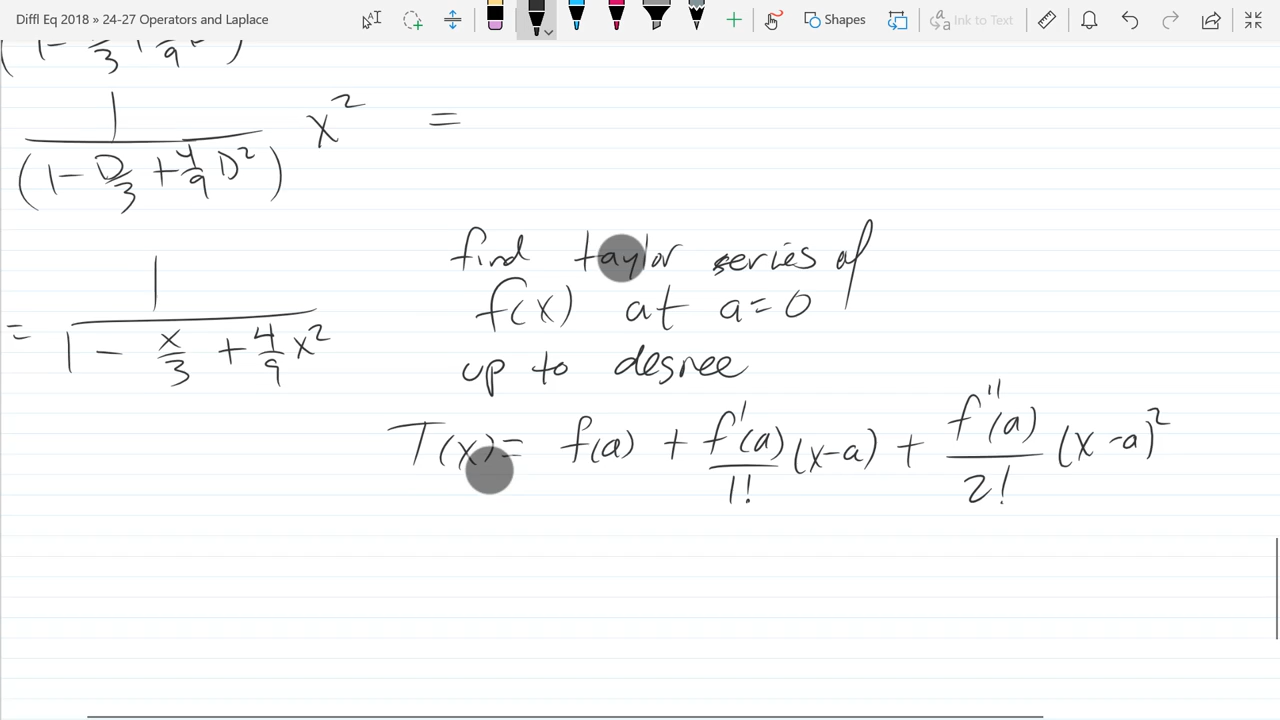 Diffl Eq 2018 » 24-27 Operators and Laplace
Shapes
Ink to Text
1/(1 - D/3 + 4/9 D²) x² =
find taylor series of
= 1/(1 - x/3 + 4/9 x²)
f(x) at a=0
up to desree
T(x) = f(a) + f'(a)/1! (x-a) + f''(a)/2! (x-a)²